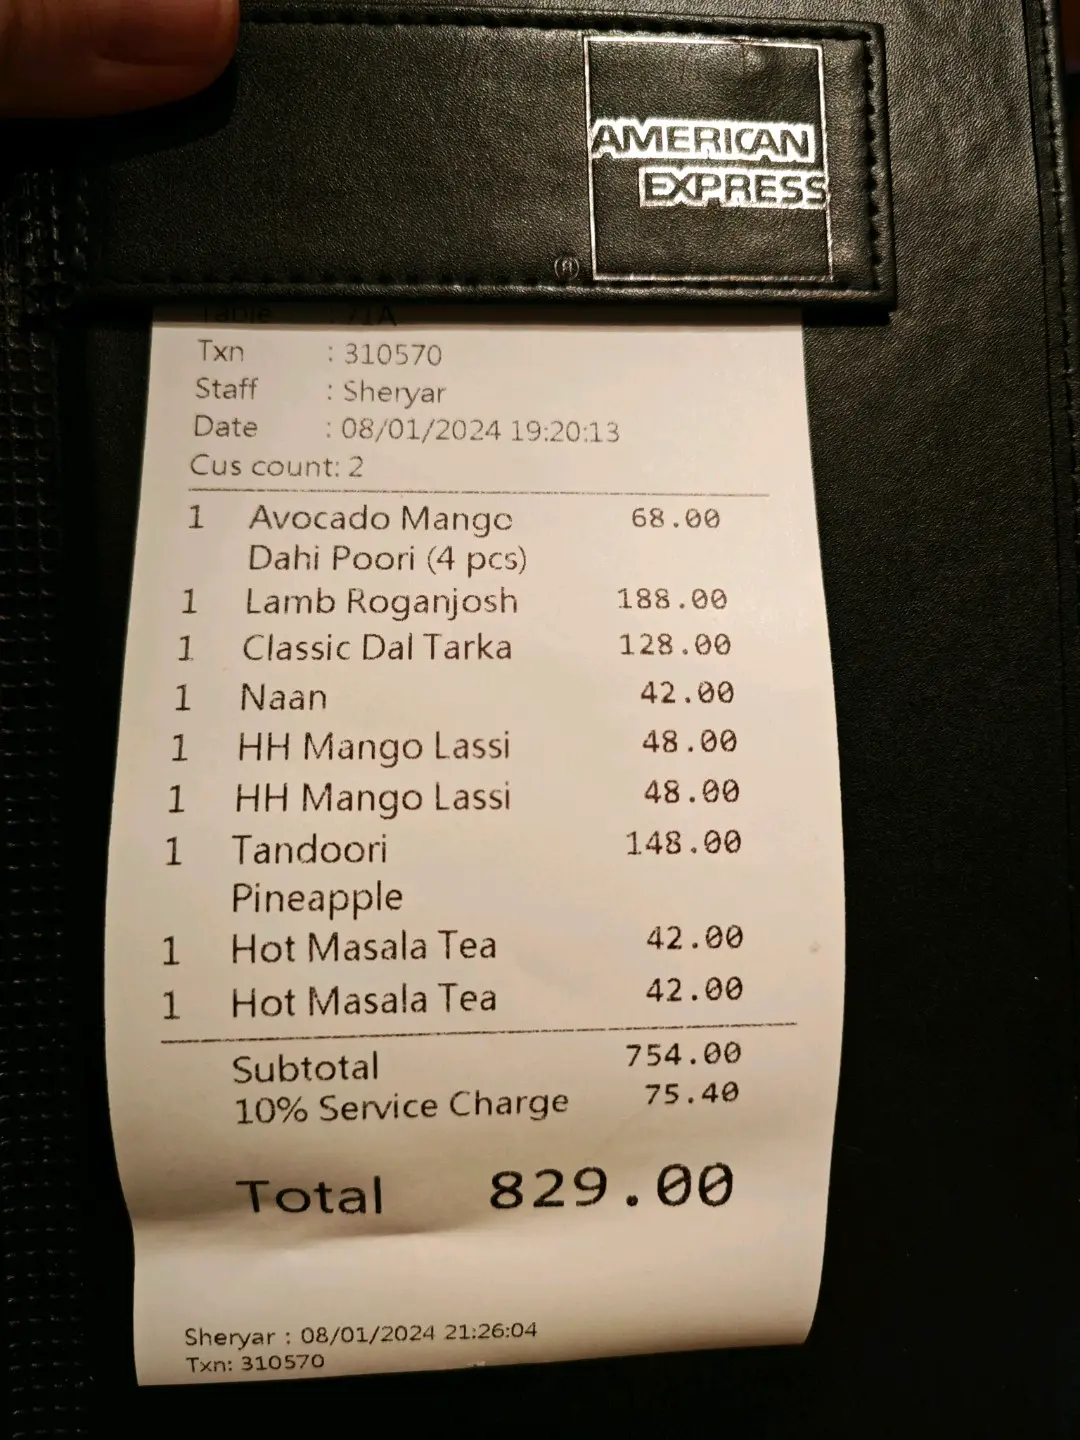 AMERICAN
EXPRESS
®
Table : 71A
Txn : 310570
Staff : Sheryar
Date : 08/01/2024 19:20:13
Cus count: 2
1 Avocado Mango 68.00
Dahi Poori (4 pcs)
1 Lamb Roganjosh 188.00
1 Classic Dal Tarka 128.00
1 Naan 42.00
1 HH Mango Lassi 48.00
1 HH Mango Lassi 48.00
1 Tandoori 148.00
Pineapple
1 Hot Masala Tea 42.00
1 Hot Masala Tea 42.00
Subtotal 754.00
10% Service Charge 75.40
Total 829.00
Sheryar : 08/01/2024 21:26:04
Txn: 310570